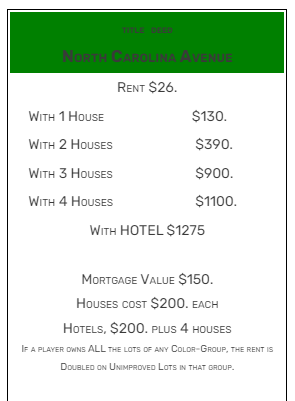 TITLE DEED
NORTH CAROLINA AVENUE
RENT $26.
WITH 1 HOUSE $130.
WITH 2 HOUSES $390.
WITH 3 HOUSES $900.
WITH 4 HOUSES $1100.
WITH HOTEL $1275
MORTGAGE VALUE $150.
HOUSES COST $200. EACH
HOTELS, $200. PLUS 4 HOUSES
IF A PLAYER OWNS ALL THE LOTS OF ANY COLOR-GROUP, THE RENT IS
DOUBLED ON UNIMPROVED LOTS IN THAT GROUP.